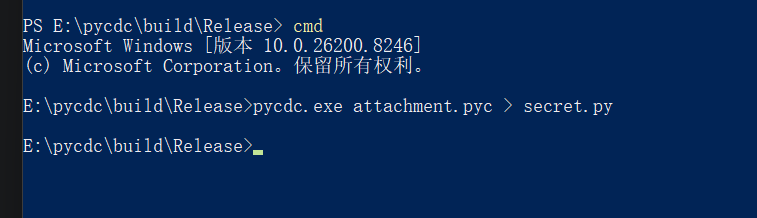 PS E:\pycdc\build\Release> cmd
Microsoft Windows [版本 10.0.26200.8246]
(c) Microsoft Corporation。保留所有权利。
E:\pycdc\build\Release>pycdc.exe attachment.pyc > secret.py
E:\pycdc\build\Release>